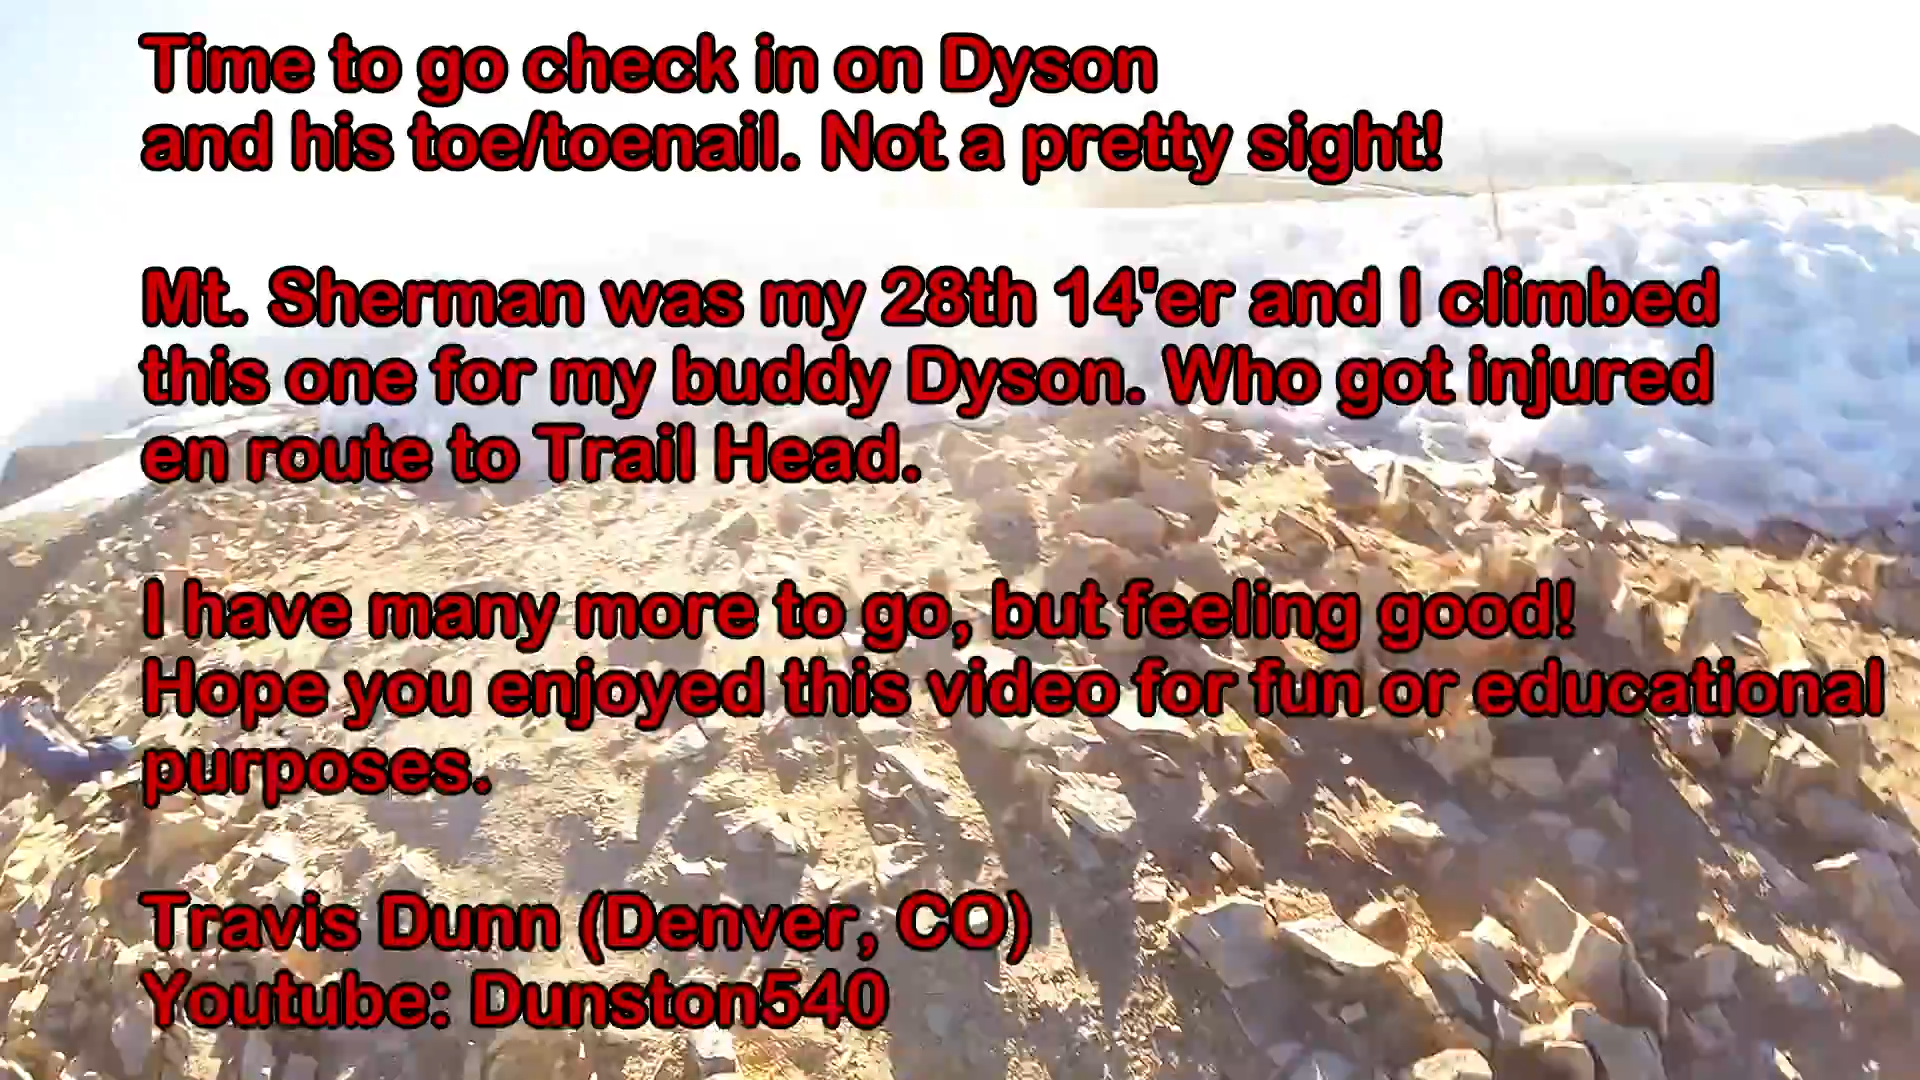 Time to go check in on Dyson
and his toe/toenail. Not a pretty sight!
Mt. Sherman was my 28th 14'er and I climbed
this one for my buddy Dyson. Who got injured
en route to Trail Head.
I have many more to go, but feeling good!
Hope you enjoyed this video for fun or educational
purposes.
Travis Dunn (Denver, CO)
Youtube: Dunston540